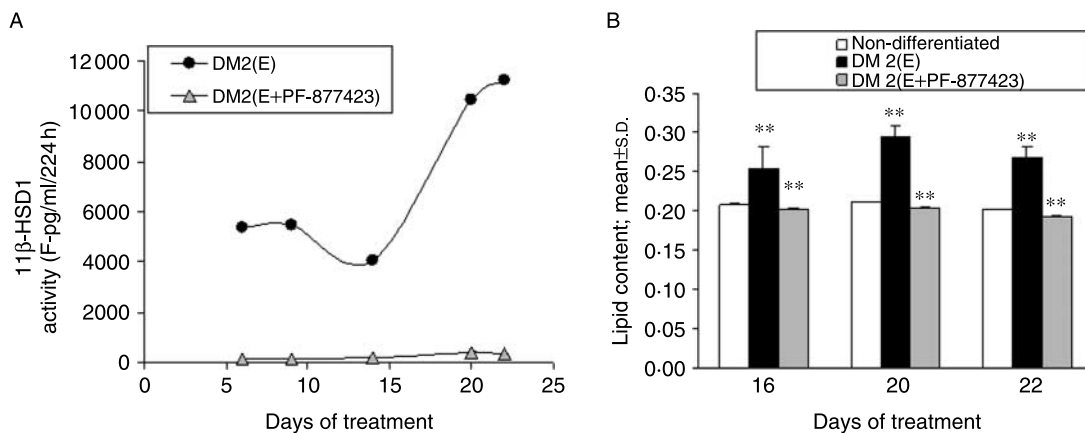 A
DM2(E)
DM2(E+PF-877423)
12 000
10 000
8000
6000
4000
2000
0
11β-HSD1
activity (F-pg/ml/224 h)
0 5 10 15 20 25
Days of treatment
B
Non-differentiated
DM 2(E)
DM 2(E+PF-877423)
0·35
0·30
0·25
0·20
0·15
0·10
0·05
0·00
Lipid content; mean±S.D.
** ** **
** ** **
16 20 22
Days of treatment